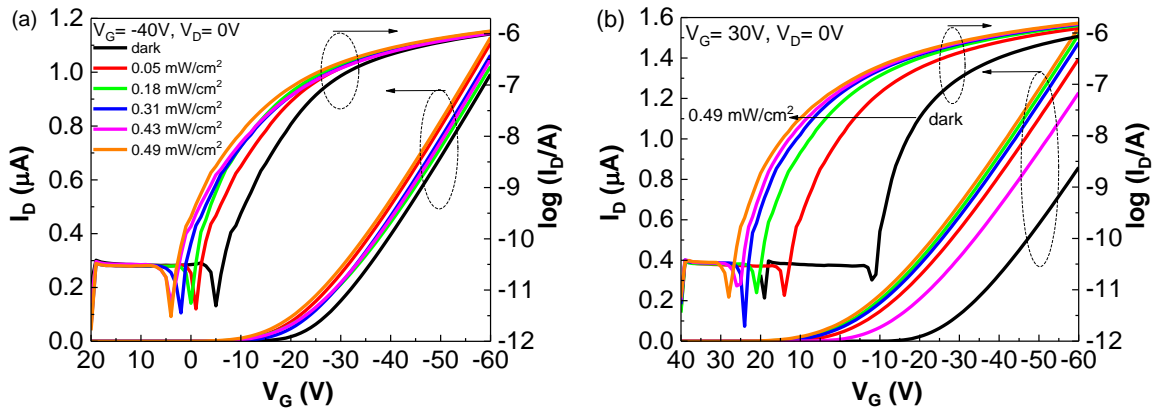 (a)
V_G= -40V, V_D= 0V
dark
0.05 mW/cm²
0.18 mW/cm²
0.31 mW/cm²
0.43 mW/cm²
0.49 mW/cm²
I_D (µA)
1.2
1.0
0.8
0.6
0.4
0.2
0.0
20 10 0 -10 -20 -30 -40 -50 -60
V_G (V)
-6
-7
-8
-9
-10
-11
-12
log (I_D/A)
(b)
V_G= 30V, V_D= 0V
0.49 mW/cm²
dark
I_D (µA)
1.6
1.4
1.2
1.0
0.8
0.6
0.4
0.2
0.0
40 20 0 -10 -20 -30 -40 -50 -60
V_G (V)
-6
-7
-8
-9
-10
-11
-12
log (I_D/A)